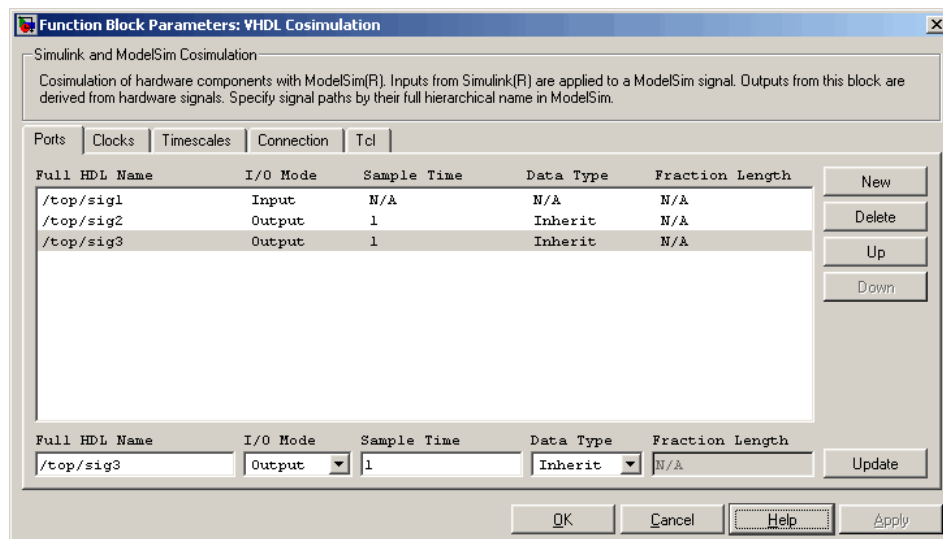 Function Block Parameters: VHDL Cosimulation
Simulink and ModelSim Cosimulation
Cosimulation of hardware components with ModelSim(R). Inputs from Simulink(R) are applied to a ModelSim signal. Outputs from this block are
derived from hardware signals. Specify signal paths by their full hierarchical name in ModelSim.
Ports Clocks Timescales Connection Tcl
Full HDL Name I/O Mode Sample Time Data Type Fraction Length
New
/top/sig1 Input N/A N/A N/A
/top/sig2 Output 1 Inherit N/A
Delete
/top/sig3 Output 1 Inherit N/A
Up
Down
Full HDL Name I/O Mode Sample Time Data Type Fraction Length
/top/sig3 Output 1 Inherit N/A Update
OK Cancel Help Apply